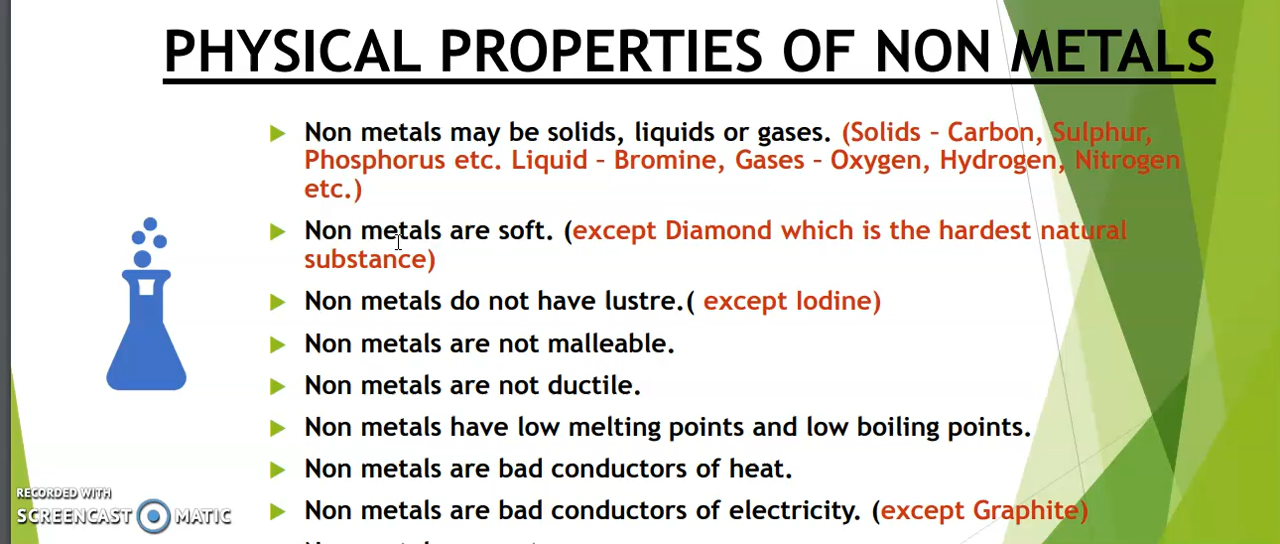 PHYSICAL PROPERTIES OF NON METALS
Non metals may be solids, liquids or gases. (Solids – Carbon, Sulphur,
Phosphorus etc. Liquid – Bromine, Gases – Oxygen, Hydrogen, Nitrogen
etc.)
Non metals are soft. (except Diamond which is the hardest natural
substance)
Non metals do not have lustre.( except Iodine)
Non metals are not malleable.
Non metals are not ductile.
Non metals have low melting points and low boiling points.
Non metals are bad conductors of heat.
Non metals are bad conductors of electricity. (except Graphite)
RECORDED WITH
SCREENCAST MATIC